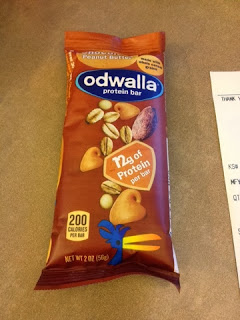 Peanut Butter
odwalla
protein bar
12g of
Protein
per bar
200
CALORIES
PER BAR
NET WT 2 OZ (56g)
THANK Y